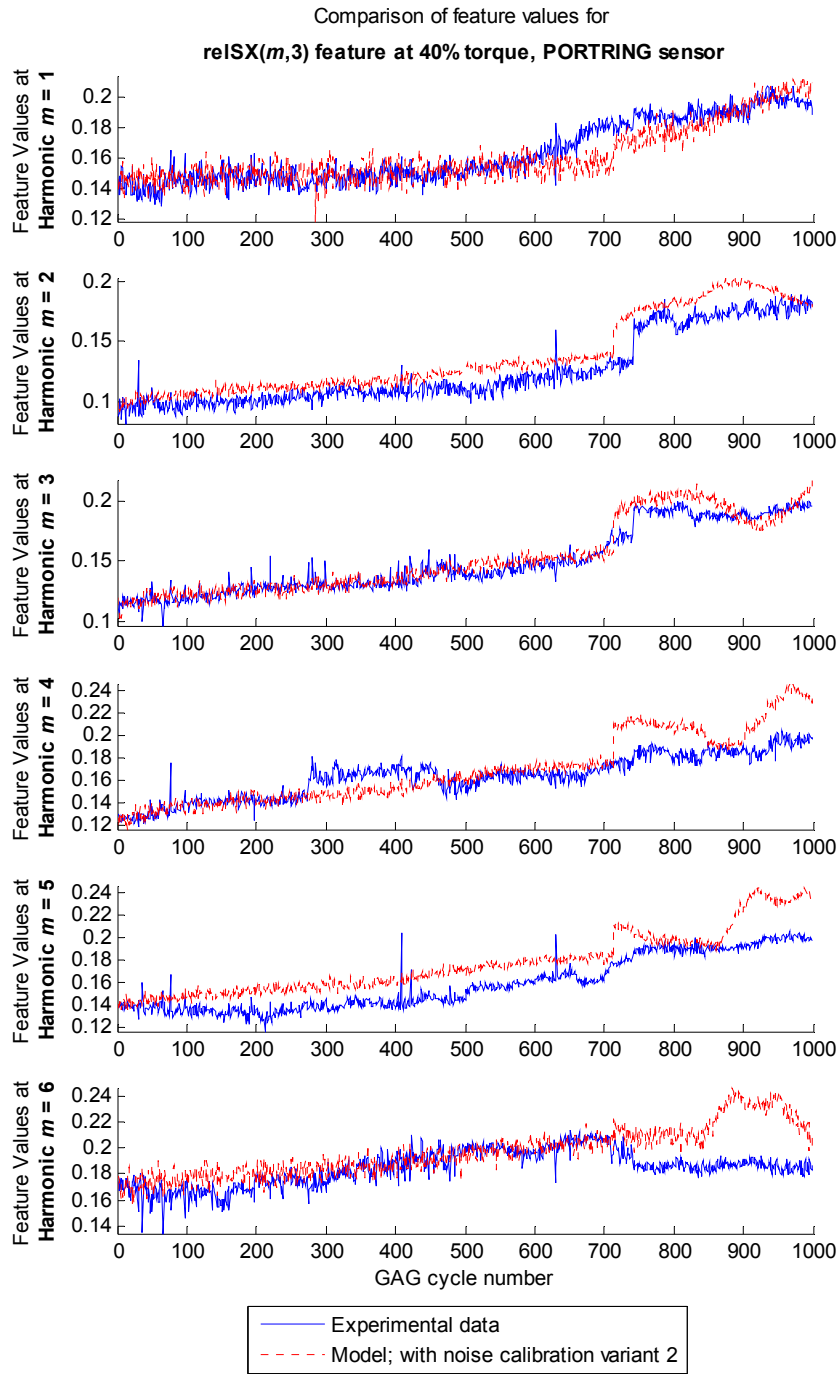 Comparison of feature values for
relSX(m,3) feature at 40% torque, PORTRING sensor
Feature Values at
Harmonic m = 1
0.2
0.18
0.16
0.14
0.12
0 100 200 300 400 500 600 700 800 900 1000
Feature Values at
Harmonic m = 2
0.2
0.15
0.1
0 100 200 300 400 500 600 700 800 900 1000
Feature Values at
Harmonic m = 3
0.2
0.15
0.1
0 100 200 300 400 500 600 700 800 900 1000
Feature Values at
Harmonic m = 4
0.24
0.22
0.2
0.18
0.16
0.14
0.12
0 100 200 300 400 500 600 700 800 900 1000
Feature Values at
Harmonic m = 5
0.24
0.22
0.2
0.18
0.16
0.14
0.12
0 100 200 300 400 500 600 700 800 900 1000
Feature Values at
Harmonic m = 6
0.24
0.22
0.2
0.18
0.16
0.14
0 100 200 300 400 500 600 700 800 900 1000
GAG cycle number
Experimental data
Model; with noise calibration variant 2